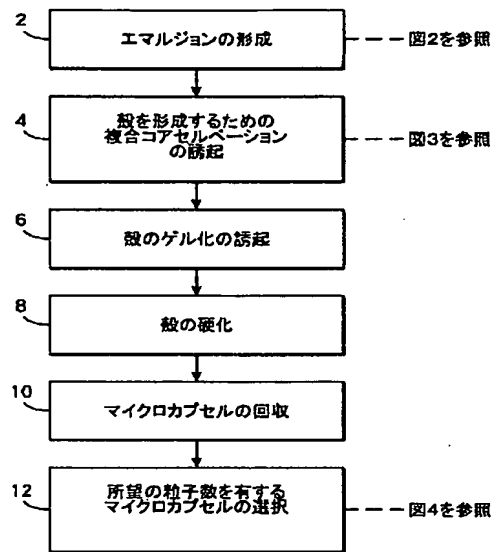 2
エマルジョンの形成
図2を参照
4
殻を形成するための
複合コアセルベーション
の誘起
図3を参照
6
殻のゲル化の誘起
8
殻の硬化
10
マイクロカプセルの回収
12
所望の粒子数を有する
マイクロカプセルの選択
図4を参照